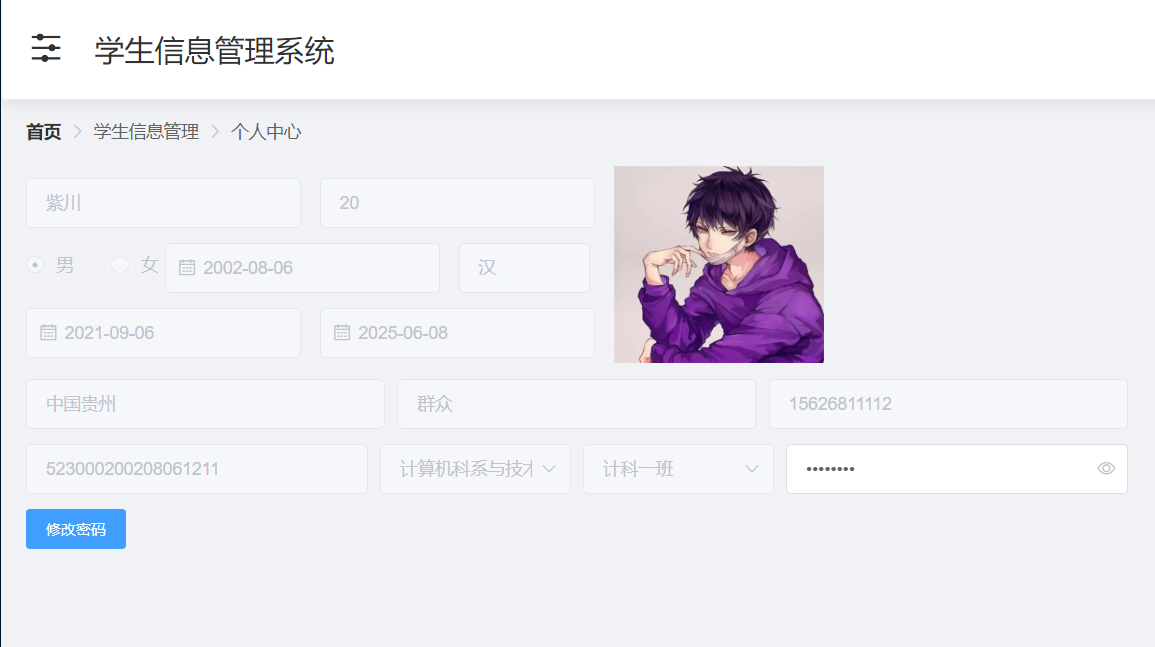 学生信息管理系统
首页 学生信息管理 个人中心
紫川 20
男 女 2002-08-06 汉
2021-09-06 2025-06-08
中国贵州 群众 15626811112
523000200208061211 计算机科系与技术 计科一班 ••••••••
修改密码